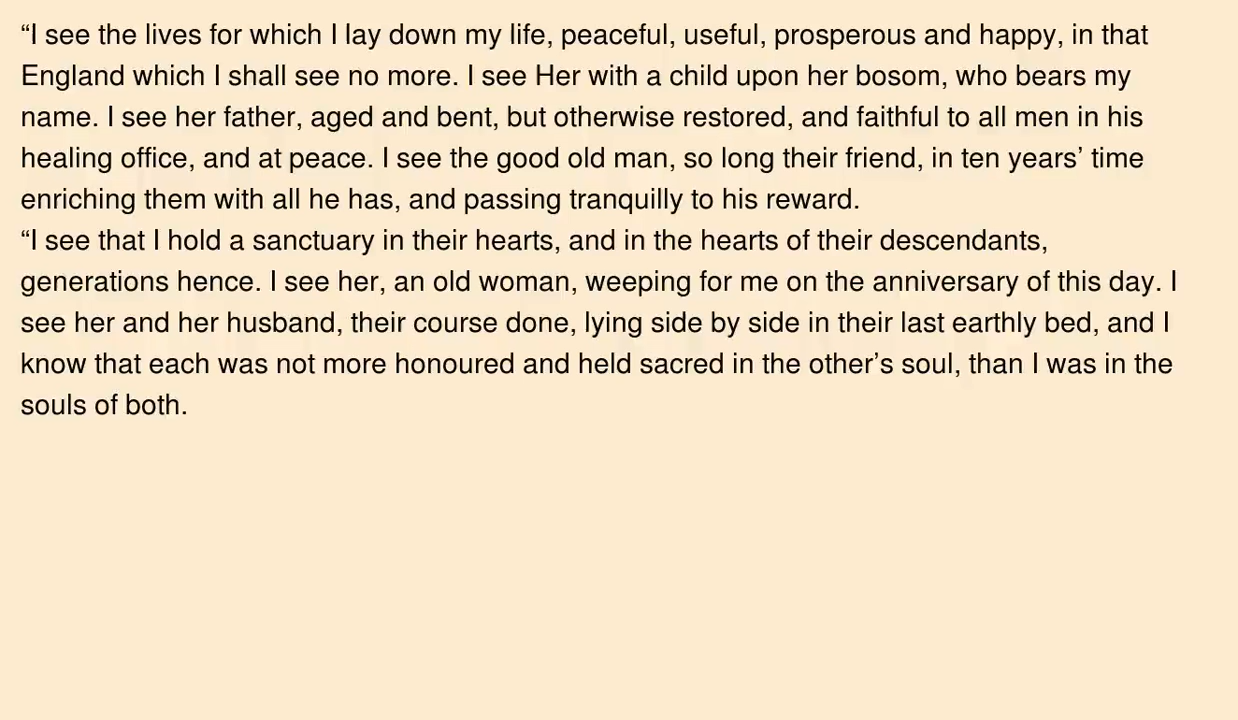 “I see the lives for which I lay down my life, peaceful, useful, prosperous and happy, in that
England which I shall see no more. I see Her with a child upon her bosom, who bears my
name. I see her father, aged and bent, but otherwise restored, and faithful to all men in his
healing office, and at peace. I see the good old man, so long their friend, in ten years’ time
enriching them with all he has, and passing tranquilly to his reward.
“I see that I hold a sanctuary in their hearts, and in the hearts of their descendants,
generations hence. I see her, an old woman, weeping for me on the anniversary of this day. I
see her and her husband, their course done, lying side by side in their last earthly bed, and I
know that each was not more honoured and held sacred in the other’s soul, than I was in the
souls of both.